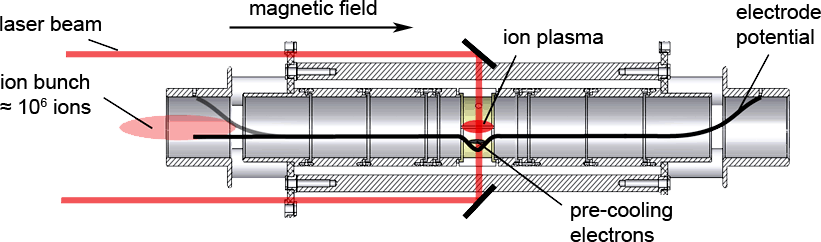 magnetic field
electrode
potential
laser beam
ion plasma
ion bunch
≈ 10⁶ ions
pre-cooling
electrons